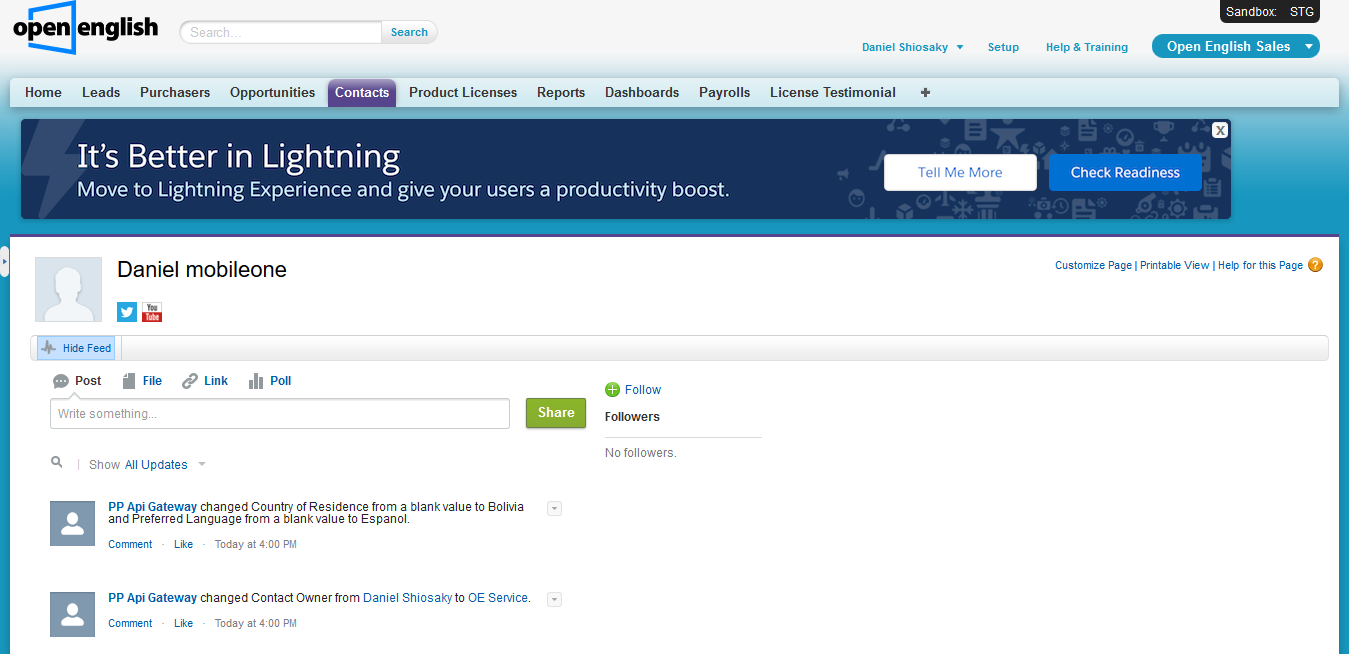 Sandbox: STG
open english
Search...
Search
Daniel Shiosaky
Setup
Help & Training
Open English Sales
Home
Leads
Purchasers
Opportunities
Contacts
Product Licenses
Reports
Dashboards
Payrolls
License Testimonial
X
It's Better in Lightning
Move to Lightning Experience and give your users a productivity boost.
Tell Me More
Check Readiness
Daniel mobileone
Customize Page | Printable View | Help for this Page ?
You
Tube
Hide Feed
Post
File
Link
Poll
Write something...
Share
Follow
Followers
No followers.
Show All Updates
PP Api Gateway changed Country of Residence from a blank value to Bolivia
and Preferred Language from a blank value to Espanol.
Comment · Like · Today at 4:00 PM
PP Api Gateway changed Contact Owner from Daniel Shiosaky to OE Service.
Comment · Like · Today at 4:00 PM